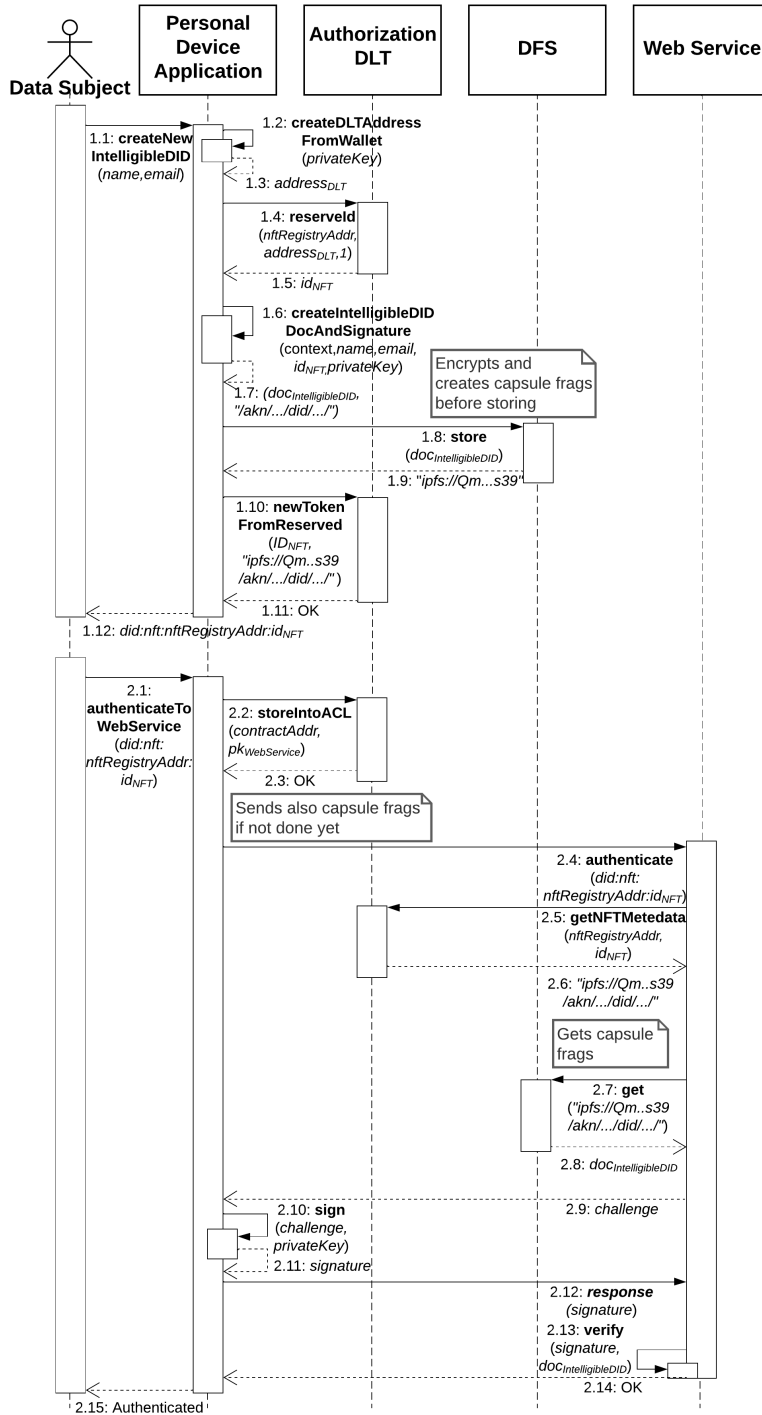 Data Subject
Personal
Device
Application
Authorization
DLT
DFS
Web Service
1.1: createNew
IntelligibleDID
(name,email)
1.2: createDLTAddress
FromWallet
(privateKey)
1.3: addressDLT
1.4: reserveId
(nftRegistryAddr,
addressDLT,1)
1.5: idNFT
1.6: createIntelligibleDID
DocAndSignature
(context,name,email,
idNFT,privateKey)
1.7: (docIntelligibleDID,
"/akn/.../did/.../")
Encrypts and
creates capsule frags
before storing
1.8: store
(docIntelligibleDID)
1.9: "ipfs://Qm...s39"
1.10: newToken
FromReserved
(IDNFT,
"ipfs://Qm..s39
/akn/.../did/.../" )
1.11: OK
1.12: did:nft:nftRegistryAddr:idNFT
2.1:
authenticateTo
WebService
(did:nft:
nftRegistryAddr:
idNFT)
2.2: storeIntoACL
(contractAddr,
pkWebService)
2.3: OK
Sends also capsule frags
if not done yet
2.4: authenticate
(did:nft:
nftRegistryAddr:idNFT)
2.5: getNFTMetedata
(nftRegistryAddr,
idNFT)
2.6: "ipfs://Qm..s39
/akn/.../did/.../"
Gets capsule
frags
2.7: get
("ipfs://Qm..s39
/akn/.../did/.../")
2.8: docIntelligibleDID
2.9: challenge
2.10: sign
(challenge,
privateKey)
2.11: signature
2.12: response
(signature)
2.13: verify
(signature,
docIntelligibleDID)
2.14: OK
2.15: Authenticated